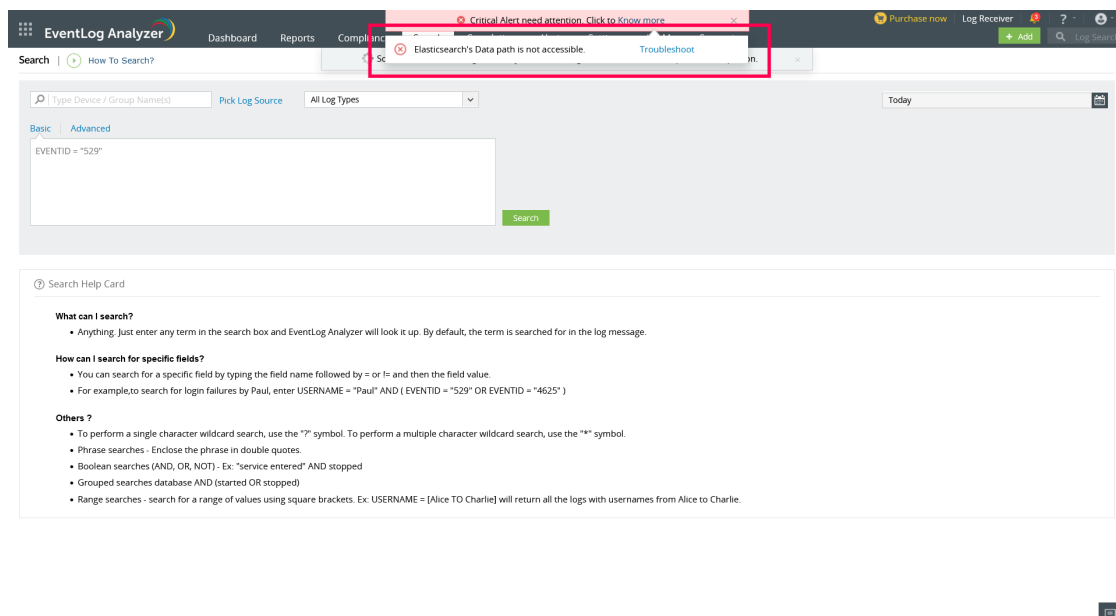 Critical Alert need attention. Click to Know more
Purchase now Log Receiver 3 ?
EventLog Analyzer
Dashboard Reports
+ Add Log Search
Elasticsearch's Data path is not accessible. Troubleshoot
Search | How To Search?
Type Device / Group Name(s) Pick Log Source All Log Types Today
Basic Advanced
EVENTID = "529"
Search
Search Help Card
What can I search?
• Anything. Just enter any term in the search box and EventLog Analyzer will look it up. By default, the term is searched for in the log message.
How can I search for specific fields?
• You can search for a specific field by typing the field name followed by = or != and then the field value.
• For example,to search for login failures by Paul, enter USERNAME = "Paul" AND ( EVENTID = "529" OR EVENTID = "4625" )
Others ?
• To perform a single character wildcard search, use the "?" symbol. To perform a multiple character wildcard search, use the "*" symbol.
• Phrase searches - Enclose the phrase in double quotes.
• Boolean searches (AND, OR, NOT) - Ex: "service entered" AND stopped
• Grouped searches database AND (started OR stopped)
• Range searches - search for a range of values using square brackets. Ex: USERNAME = [Alice TO Charlie] will return all the logs with usernames from Alice to Charlie.